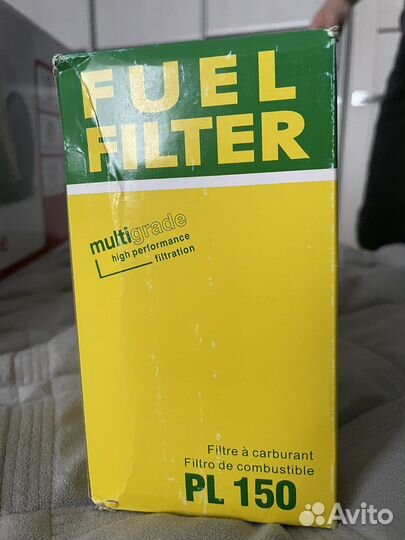 FUEL
FILTER
multigrade
high performance
filtration
Filtre à carburant
Filtro de combustible
PL 150
Avito